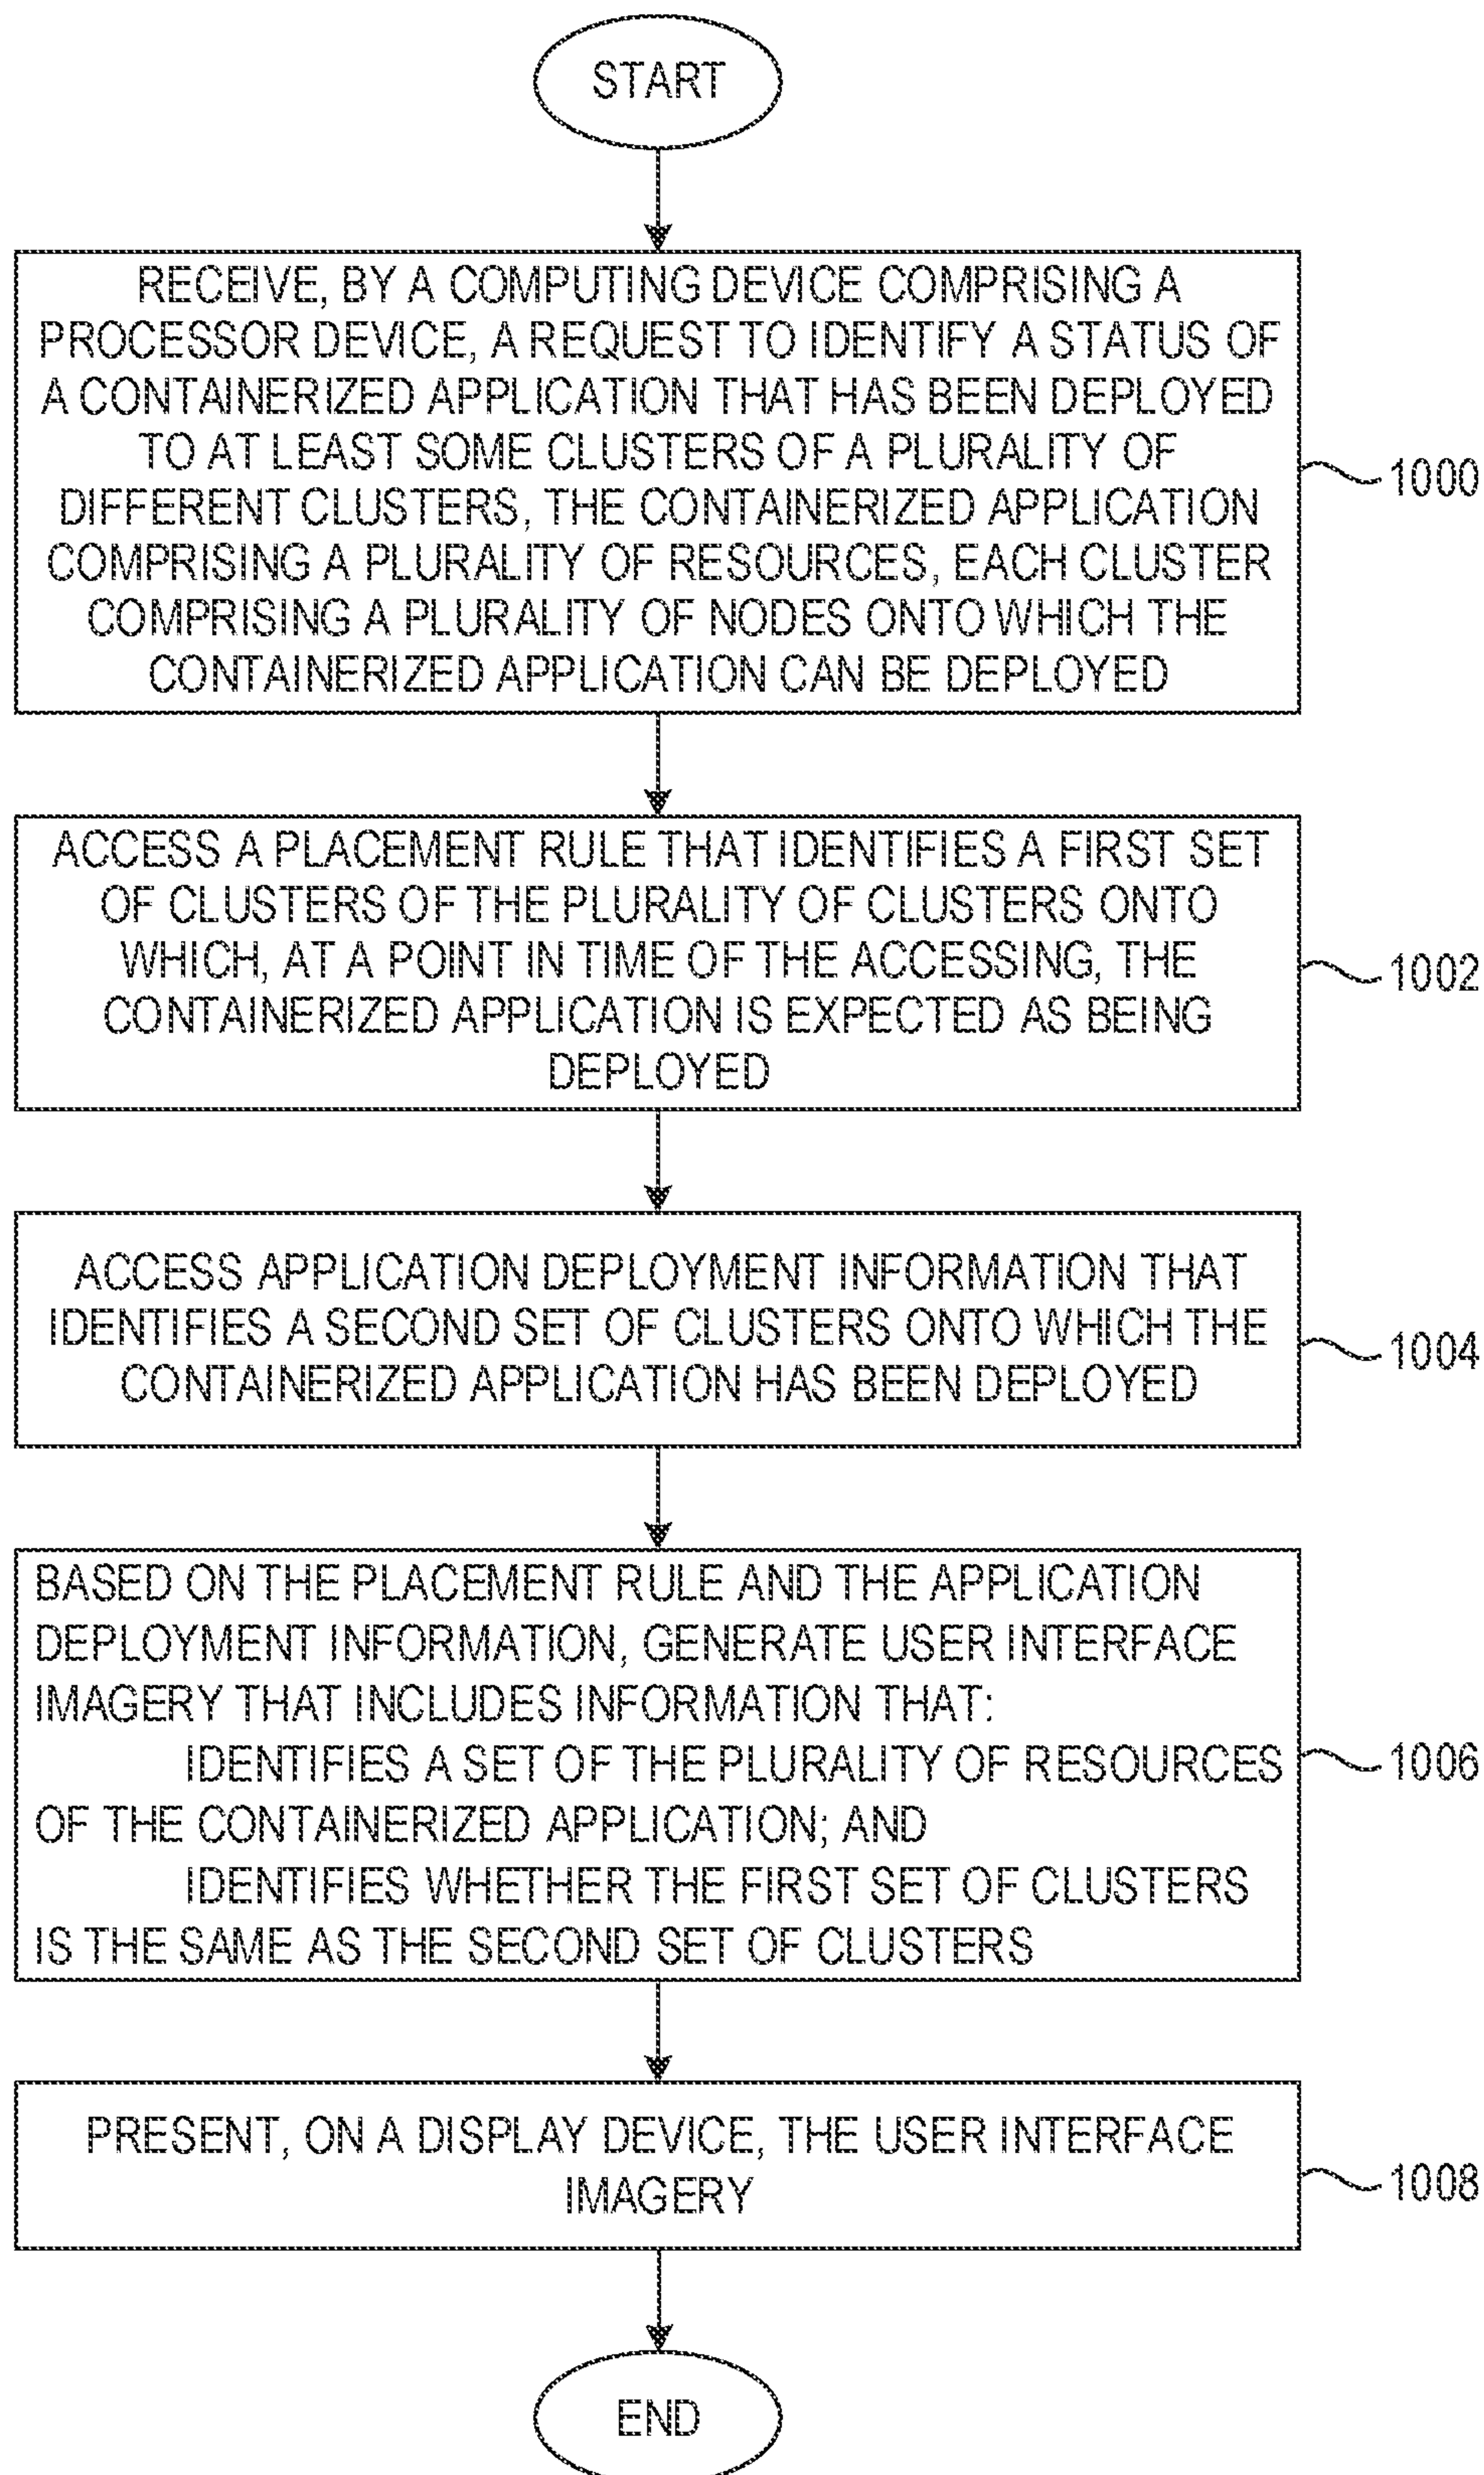 START
RECEIVE, BY A COMPUTING DEVICE COMPRISING A
PROCESSOR DEVICE, A REQUEST TO IDENTIFY A STATUS OF
A CONTAINERIZED APPLICATION THAT HAS BEEN DEPLOYED
TO AT LEAST SOME CLUSTERS OF A PLURALITY OF
DIFFERENT CLUSTERS, THE CONTAINERIZED APPLICATION
COMPRISING A PLURALITY OF RESOURCES, EACH CLUSTER
COMPRISING A PLURALITY OF NODES ONTO WHICH THE
CONTAINERIZED APPLICATION CAN BE DEPLOYED
1000
ACCESS A PLACEMENT RULE THAT IDENTIFIES A FIRST SET
OF CLUSTERS OF THE PLURALITY OF CLUSTERS ONTO
WHICH, AT A POINT IN TIME OF THE ACCESSING, THE
CONTAINERIZED APPLICATION IS EXPECTED AS BEING
DEPLOYED
1002
ACCESS APPLICATION DEPLOYMENT INFORMATION THAT
IDENTIFIES A SECOND SET OF CLUSTERS ONTO WHICH THE
CONTAINERIZED APPLICATION HAS BEEN DEPLOYED
1004
BASED ON THE PLACEMENT RULE AND THE APPLICATION
DEPLOYMENT INFORMATION, GENERATE USER INTERFACE
IMAGERY THAT INCLUDES INFORMATION THAT:
IDENTIFIES A SET OF THE PLURALITY OF RESOURCES
OF THE CONTAINERIZED APPLICATION; AND
IDENTIFIES WHETHER THE FIRST SET OF CLUSTERS
IS THE SAME AS THE SECOND SET OF CLUSTERS
1006
PRESENT, ON A DISPLAY DEVICE, THE USER INTERFACE
IMAGERY
1008
END